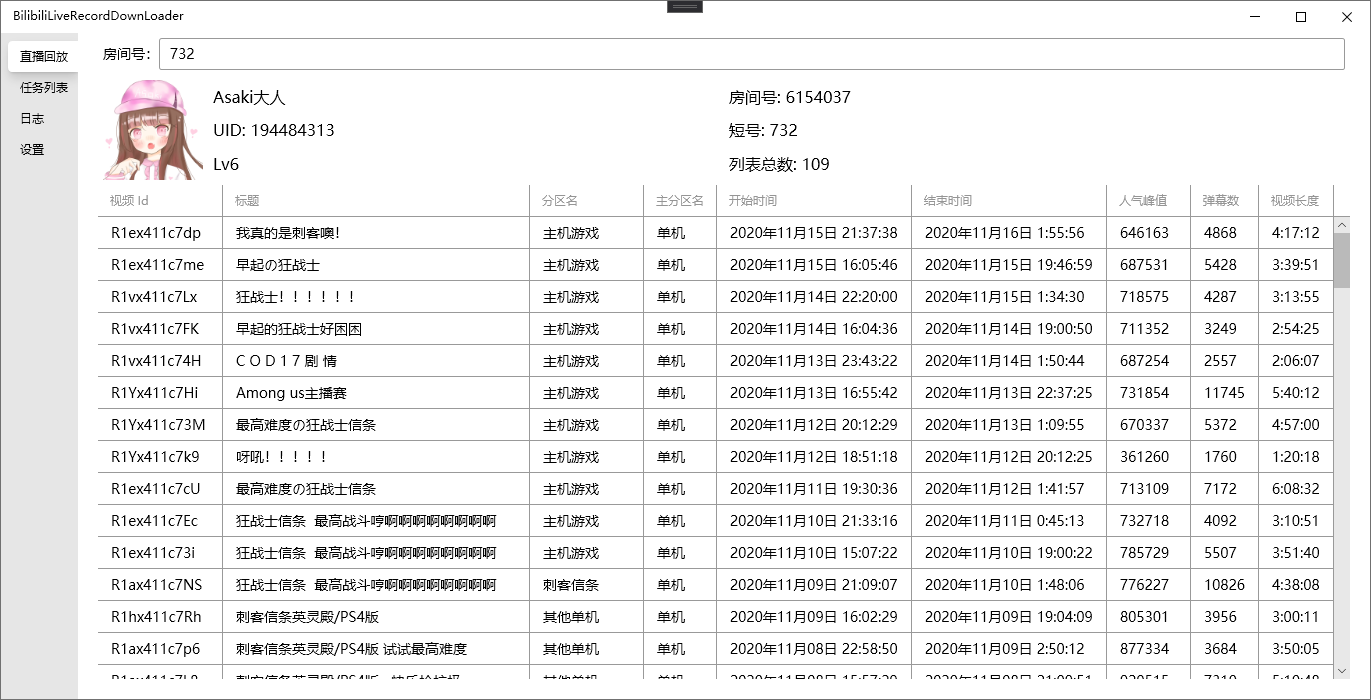 BilibiliLiveRecordDownLoader
直播回放
任务列表
日志
设置
房间号： 732
Asaki大人
UID: 194484313
Lv6
房间号: 6154037
短号: 732
列表总数: 109
视频 Id 标题 分区名 主分区名 开始时间 结束时间 人气峰值 弹幕数 视频长度
R1ex411c7dp 我真的是刺客噢！ 主机游戏 单机 2020年11月15日 21:37:38 2020年11月16日 1:55:56 646163 4868 4:17:12
R1ex411c7me 早起の狂战士 主机游戏 单机 2020年11月15日 16:05:46 2020年11月15日 19:46:59 687531 5428 3:39:51
R1vx411c7Lx 狂战士！！！！！！ 主机游戏 单机 2020年11月14日 22:20:00 2020年11月15日 1:34:30 718575 4287 3:13:55
R1vx411c7FK 早起的狂战士好困困 主机游戏 单机 2020年11月14日 16:04:36 2020年11月14日 19:00:50 711352 3249 2:54:25
R1vx411c74H C O D 1 7 剧 情 主机游戏 单机 2020年11月13日 23:43:22 2020年11月14日 1:50:44 687254 2557 2:06:07
R1Yx411c7Hi Among us主播赛 主机游戏 单机 2020年11月13日 16:55:42 2020年11月13日 22:37:25 731854 11745 5:40:12
R1Yx411c73M 最高难度の狂战士信条 主机游戏 单机 2020年11月12日 20:12:29 2020年11月13日 1:09:55 670337 5372 4:57:00
R1Yx411c7k9 呀吼！！！！！ 主机游戏 单机 2020年11月12日 18:51:18 2020年11月12日 20:12:25 361260 1760 1:20:18
R1ex411c7cU 最高难度の狂战士信条 主机游戏 单机 2020年11月11日 19:30:36 2020年11月12日 1:41:57 713109 7172 6:08:32
R1ex411c7Ec 狂战士信条 最高战斗哼啊啊啊啊啊啊啊啊 主机游戏 单机 2020年11月10日 21:33:16 2020年11月11日 0:45:13 732718 4092 3:10:51
R1ex411c73i 狂战士信条 最高战斗哼啊啊啊啊啊啊啊啊 主机游戏 单机 2020年11月10日 15:07:22 2020年11月10日 19:00:22 785729 5507 3:51:40
R1ax411c7NS 狂战士信条 最高战斗哼啊啊啊啊啊啊啊啊 刺客信条 单机 2020年11月09日 21:09:07 2020年11月10日 1:48:06 776227 10826 4:38:08
R1hx411c7Rh 刺客信条英灵殿/PS4版 其他单机 单机 2020年11月09日 16:02:29 2020年11月09日 19:04:09 805301 3956 3:00:11
R1ax411c7p6 刺客信条英灵殿/PS4版 试试最高难度 其他单机 单机 2020年11月08日 22:58:50 2020年11月09日 2:50:12 877334 3684 3:50:05